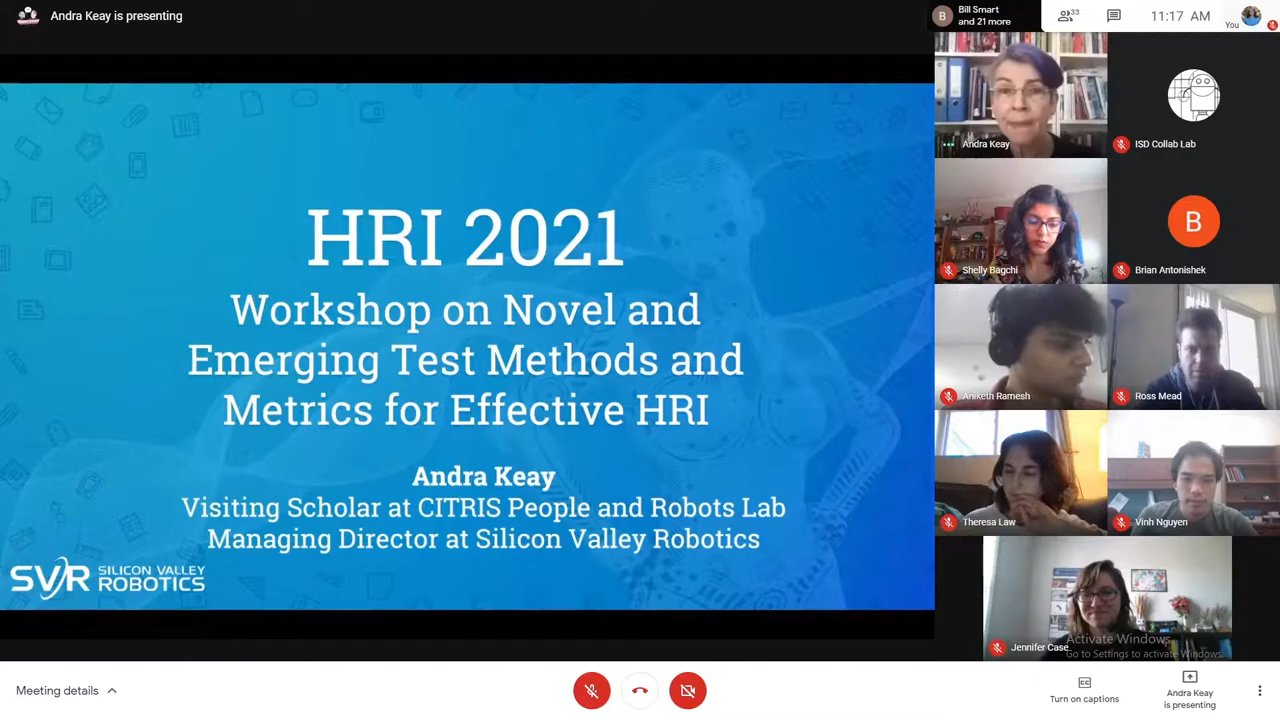 Andra Keay is presenting
B
Bill Smart
and 21 more
33
11:17 AM
You
HRI 2021
Workshop on Novel and
Emerging Test Methods and
Metrics for Effective HRI
Andra Keay
Visiting Scholar at CITRIS People and Robots Lab
Managing Director at Silicon Valley Robotics
SVR SILICON VALLEY
ROBOTICS
Andra Keay
ISD Collab Lab
Shelly Bagchi
B
Brian Antonishek
Aniketh Ramesh
Ross Mead
Theresa Law
Vinh Nguyen
Jennifer Case
Activate Windows
Go to Settings to activate Windows.
Meeting details
CC
Turn on captions
Andra Keay
is presenting